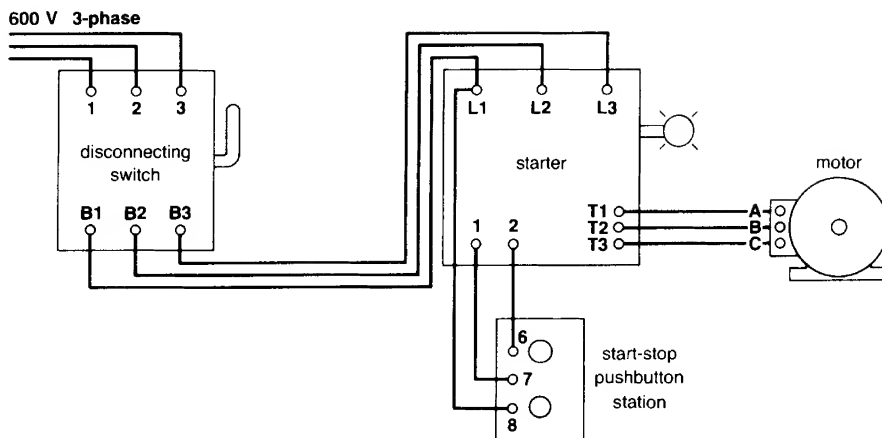 600 V 3-phase
1 2 3
disconnecting
switch
B1 B2 B3
L1 L2 L3
starter
T1
T2
T3
1 2
motor
A
B
C
6
7
8
start-stop
pushbutton
station